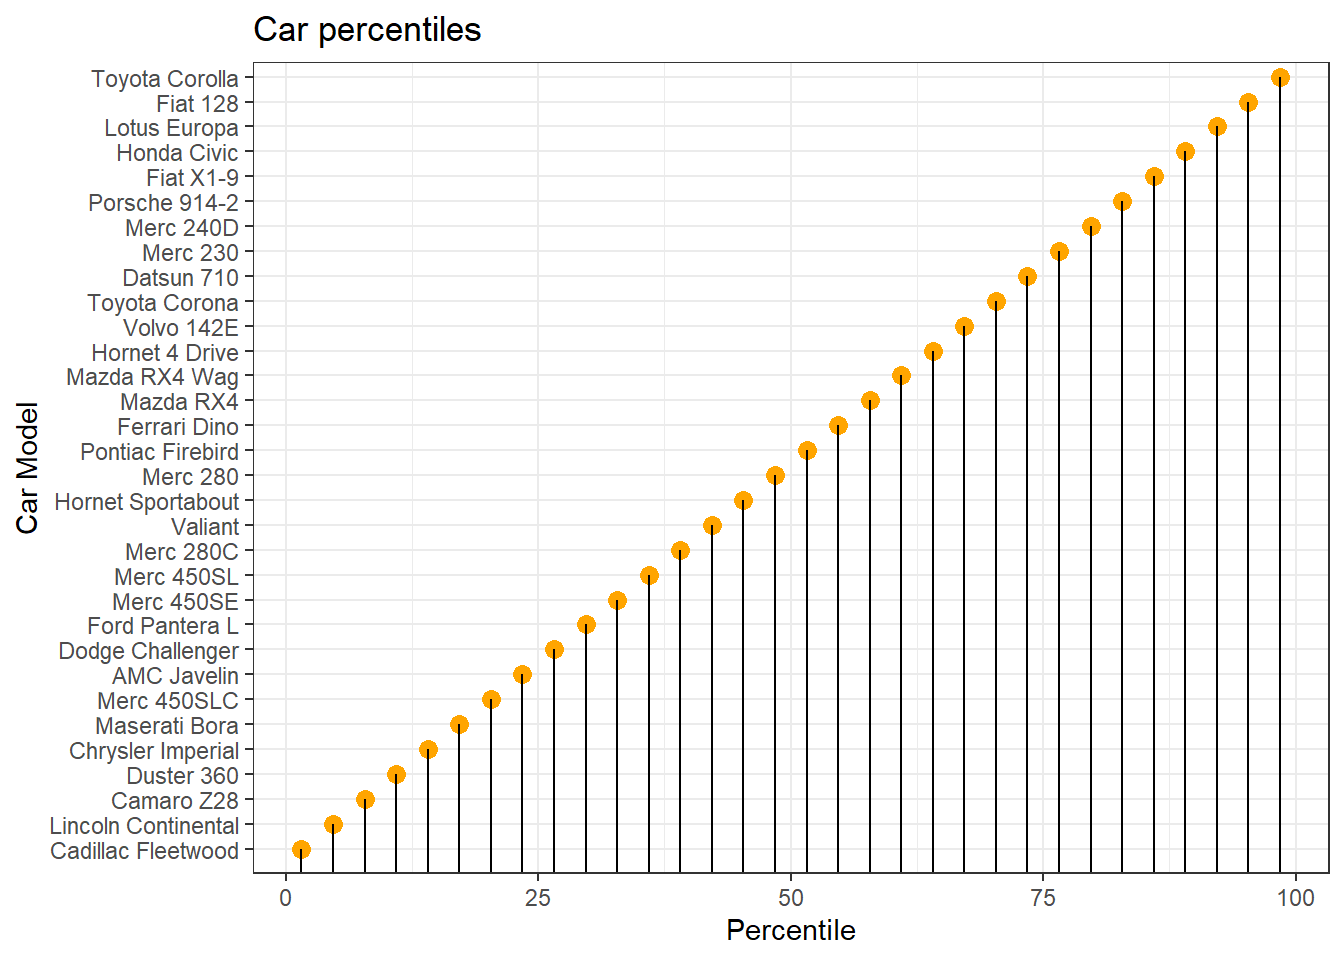 Car percentiles
Car Model
Toyota Corolla
Fiat 128
Lotus Europa
Honda Civic
Fiat X1-9
Porsche 914-2
Merc 240D
Merc 230
Datsun 710
Toyota Corona
Volvo 142E
Hornet 4 Drive
Mazda RX4 Wag
Mazda RX4
Ferrari Dino
Pontiac Firebird
Merc 280
Hornet Sportabout
Valiant
Merc 280C
Merc 450SL
Merc 450SE
Ford Pantera L
Dodge Challenger
AMC Javelin
Merc 450SLC
Maserati Bora
Chrysler Imperial
Duster 360
Camaro Z28
Lincoln Continental
Cadillac Fleetwood
0 25 50 75 100
Percentile